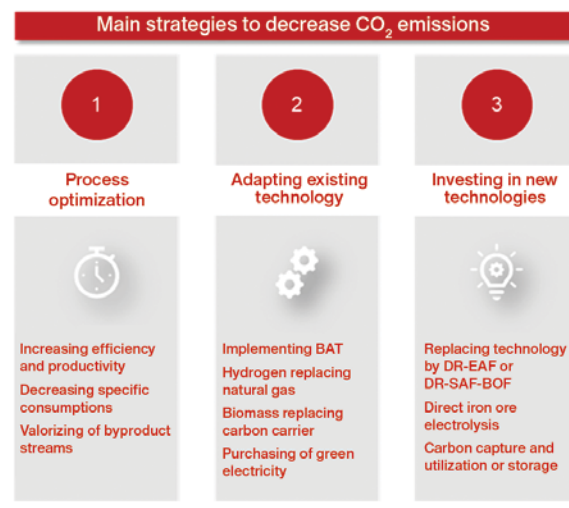 Main strategies to decrease CO₂ emissions
1
2
3
Process
optimization
Adapting existing
technology
Investing in new
technologies
Increasing efficiency
and productivity
Decreasing specific
consumptions
Valorizing of byproduct
streams
Implementing BAT
Hydrogen replacing
natural gas
Biomass replacing
carbon carrier
Purchasing of green
electricity
Replacing technology
by DR-EAF or
DR-SAF-BOF
Direct iron ore
electrolysis
Carbon capture and
utilization or storage